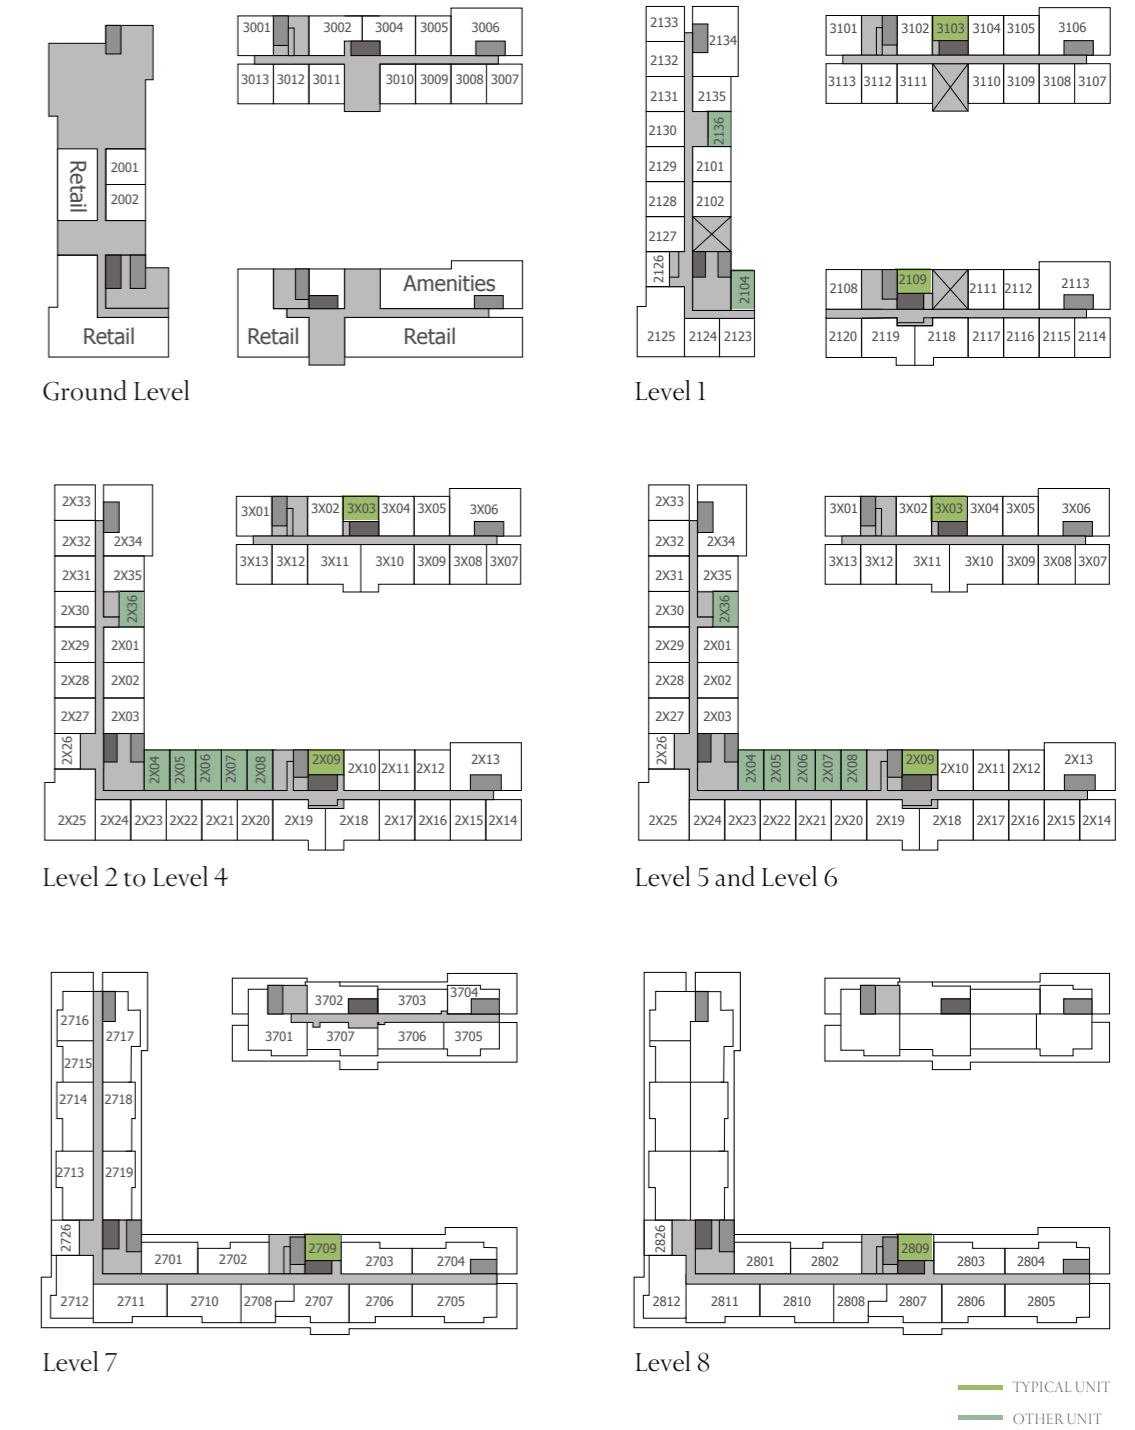 3001 3002 3004 3005 3006
3013 3012 3011 3010 3009 3008 3007
Retail
2001
2002
Amenities
Retail
Retail
Retail
Ground Level
2133
2134
2132
2131 2135
2130 2136
2129 2101
2128 2102
2127
2126
2104
2125 2124 2123
3101 3102 3103 3104 3105 3106
3113 3112 3111 3110 3109 3108 3107
2108 2109 2111 2112 2113
2120 2119 2118 2117 2116 2115 2114
Level 1
2X33
2X32 2X34
2X31 2X35
2X30 2X36
2X29 2X01
2X28 2X02
2X27 2X03
2X26
2X04 2X05 2X06 2X07 2X08 2X09 2X10 2X11 2X12 2X13
2X25 2X24 2X23 2X22 2X21 2X20 2X19 2X18 2X17 2X16 2X15 2X14
3X01 3X02 3X03 3X04 3X05 3X06
3X13 3X12 3X11 3X10 3X09 3X08 3X07
Level 2 to Level 4
2X33
2X32 2X34
2X31 2X35
2X30 2X36
2X29 2X01
2X28 2X02
2X27 2X03
2X26
2X04 2X05 2X06 2X07 2X08 2X09 2X10 2X11 2X12 2X13
2X25 2X24 2X23 2X22 2X21 2X20 2X19 2X18 2X17 2X16 2X15 2X14
3X01 3X02 3X03 3X04 3X05 3X06
3X13 3X12 3X11 3X10 3X09 3X08 3X07
Level 5 and Level 6
2716
2717
2715
2714 2718
2713 2719
2726
2701 2702 2709 2703 2704
2712 2711 2710 2708 2707 2706 2705
3702 3703 3704
3701 3707 3706 3705
Level 7
2826
2801 2802 2809 2803 2804
2812 2811 2810 2808 2807 2806 2805
Level 8
TYPICAL UNIT
OTHER UNIT